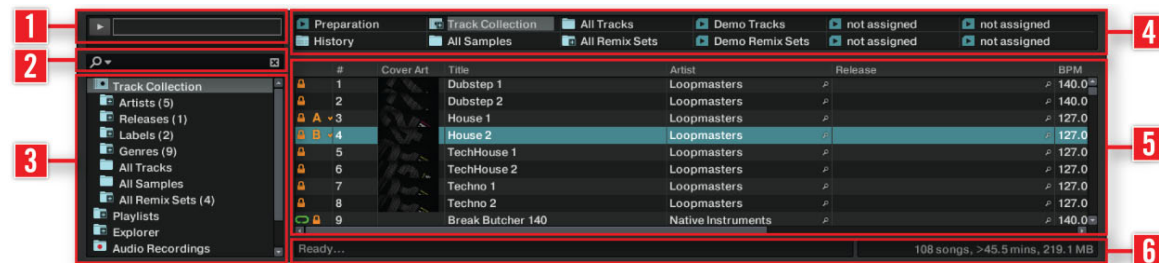 1
2
3
4
5
6
Preparation Track Collection All Tracks Demo Tracks not assigned not assigned
History All Samples All Remix Sets Demo Remix Sets not assigned not assigned
Track Collection
Artists (5)
Releases (1)
Labels (2)
Genres (9)
All Tracks
All Samples
All Remix Sets (4)
Playlists
Explorer
Audio Recordings
# Cover Art Title Artist Release BPM
1 Dubstep 1 Loopmasters 140.0
2 Dubstep 2 Loopmasters 140.0
A 3 House 1 Loopmasters 127.0
B 4 House 2 Loopmasters 127.0
5 TechHouse 1 Loopmasters 127.0
6 TechHouse 2 Loopmasters 127.0
7 Techno 1 Loopmasters 127.0
8 Techno 2 Loopmasters 127.0
9 Break Butcher 140 Native Instruments 140.0
Ready... 108 songs, >45.5 mins, 219.1 MB